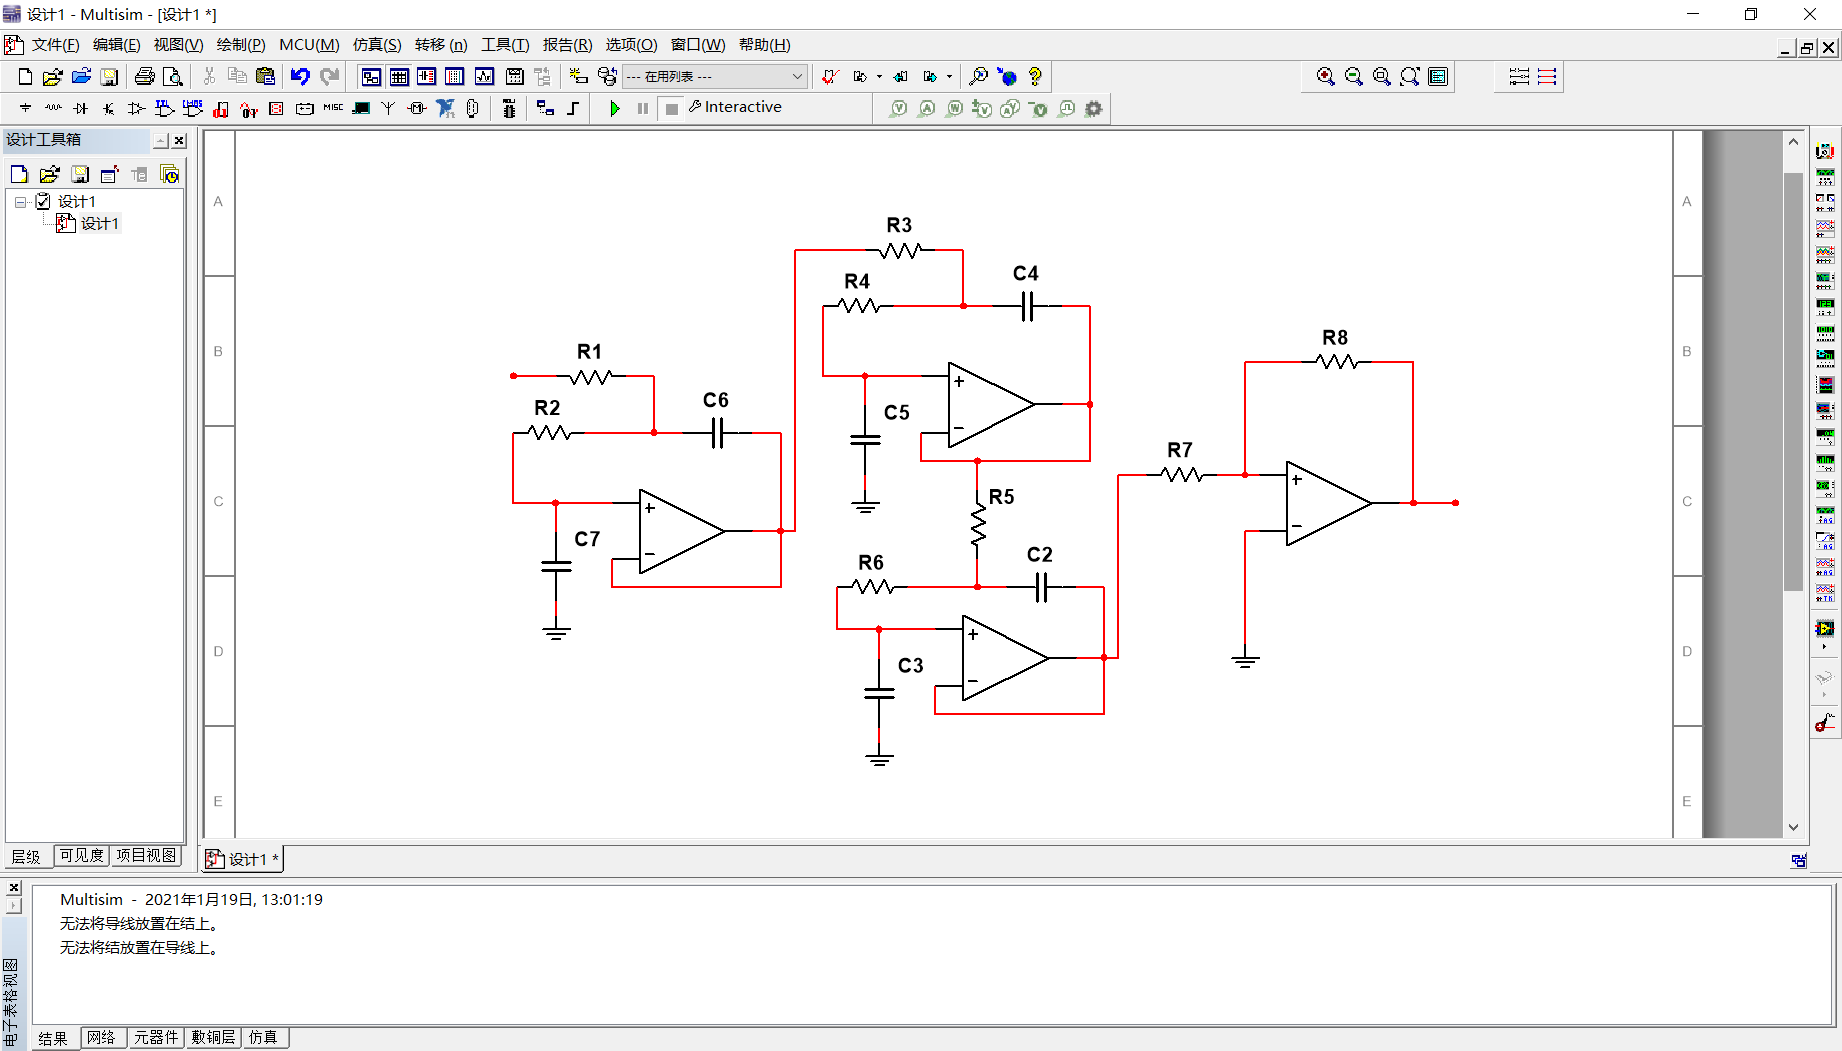 设计1 - Multisim - [设计1 *]
文件(F) 编辑(E) 视图(V) 绘制(P) MCU(M) 仿真(S) 转移 (n) 工具(T) 报告(R) 选项(O) 窗口(W) 帮助(H)
--- 在用列表 ---
MISC Interactive
设计工具箱
设计1
设计1
A A
B B
C C
D D
E E
R3
R4 C4
R1 R8
R2 C6 C5
R7
R5
C7 C2
R6
C3
+
−
+
−
+
−
+
−
层级 可见度 项目视图
设计1 *
Multisim - 2021年1月19日, 13:01:19
无法将导线放置在结上。
无法将结放置在导线上。
电子表格视图
结果 网络 元器件 敷铜层 仿真